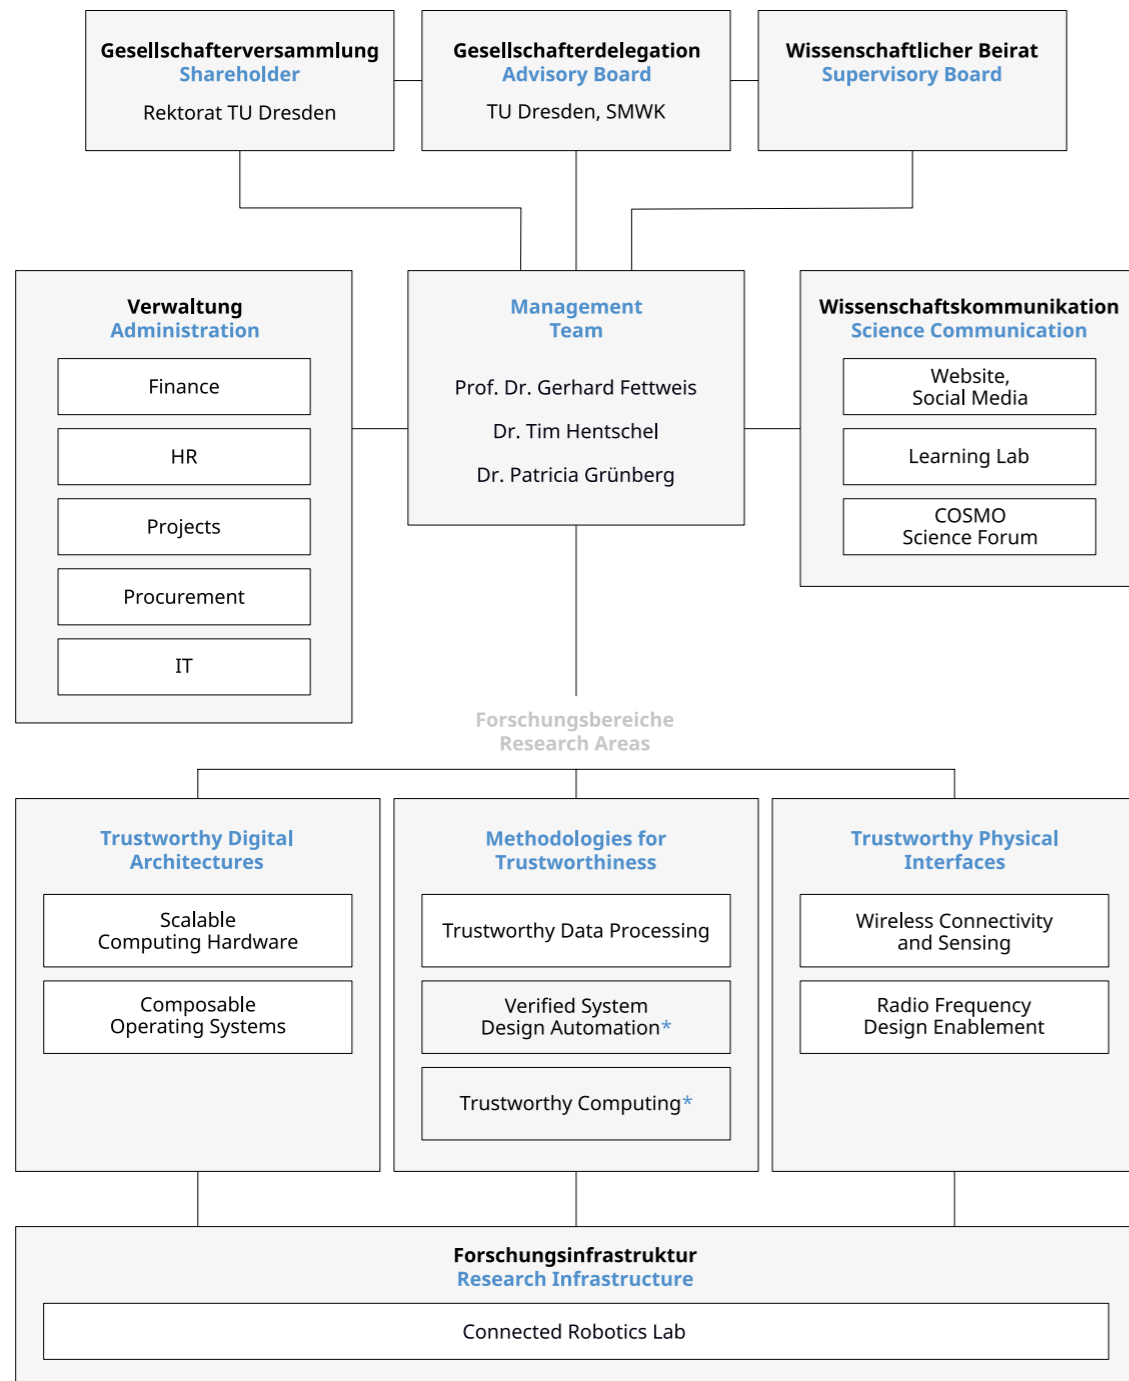 Gesellschafterversammlung
Shareholder
Rektorat TU Dresden
Gesellschafterdelegation
Advisory Board
TU Dresden, SMWK
Wissenschaftlicher Beirat
Supervisory Board
Verwaltung
Administration
Finance
HR
Projects
Procurement
IT
Management
Team
Prof. Dr. Gerhard Fettweis
Dr. Tim Hentschel
Dr. Patricia Grünberg
Wissenschaftskommunikation
Science Communication
Website,
Social Media
Learning Lab
COSMO
Science Forum
Forschungsbereiche
Research Areas
Trustworthy Digital
Architectures
Scalable
Computing Hardware
Composable
Operating Systems
Methodologies for
Trustworthiness
Trustworthy Data Processing
Verified System
Design Automation*
Trustworthy Computing*
Trustworthy Physical
Interfaces
Wireless Connectivity
and Sensing
Radio Frequency
Design Enablement
Forschungsinfrastruktur
Research Infrastructure
Connected Robotics Lab